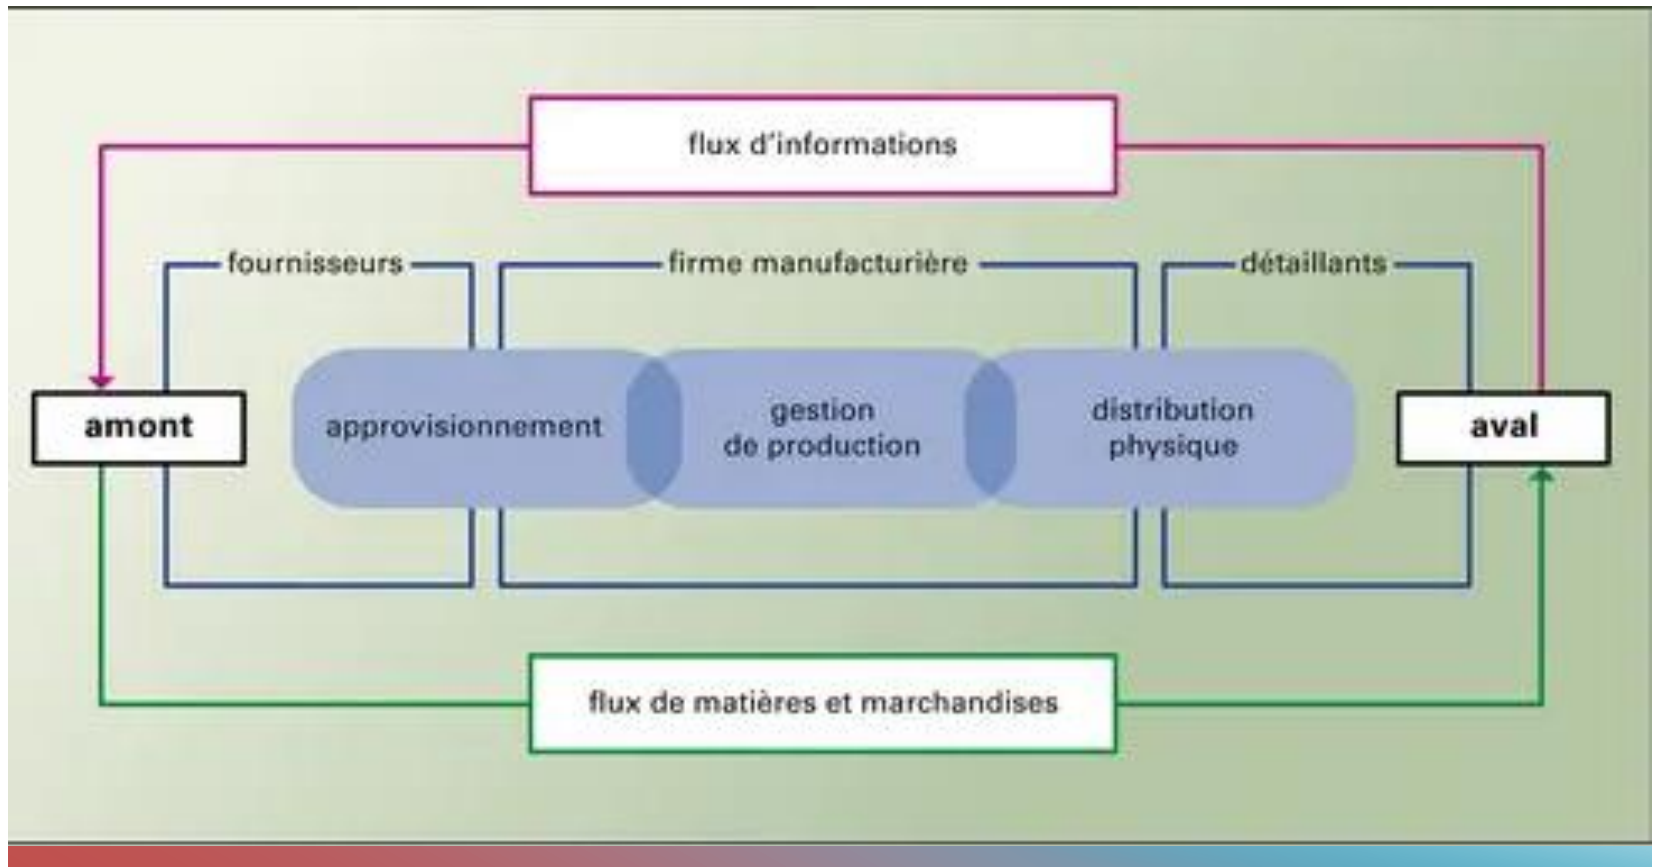 flux d'informations
fournisseurs
firme manufacturière
détaillants
amont
approvisionnement
gestion
de production
distribution
physique
aval
flux de matières et marchandises